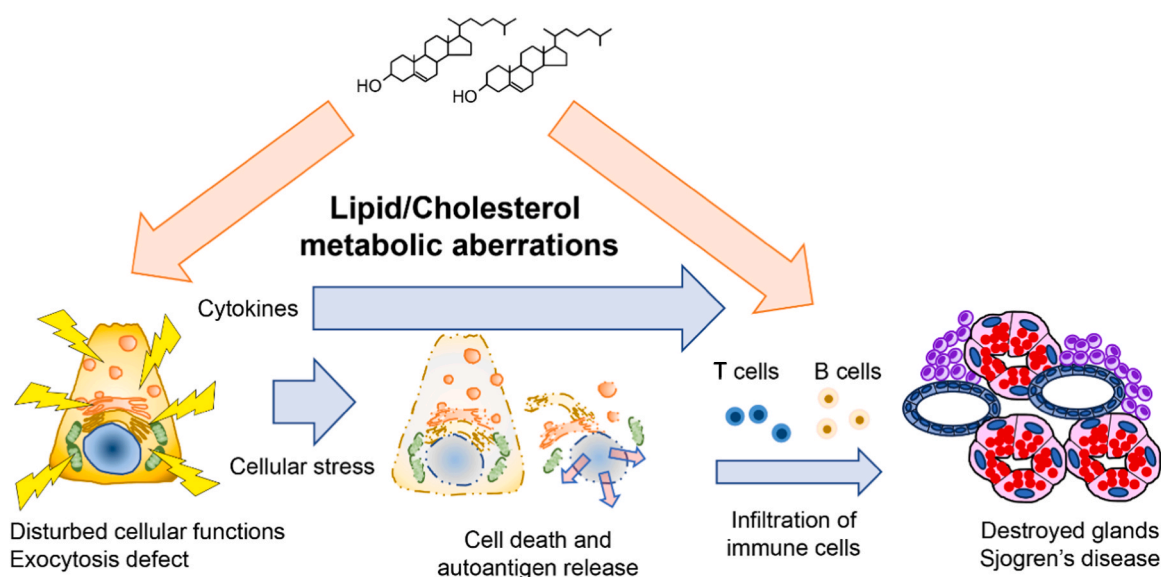 HO
HO
Lipid/Cholesterol
metabolic aberrations
Cytokines
T cells
B cells
Cellular stress
Disturbed cellular functions
Exocytosis defect
Cell death and
autoantigen release
Infiltration of
immune cells
Destroyed glands
Sjogren's disease